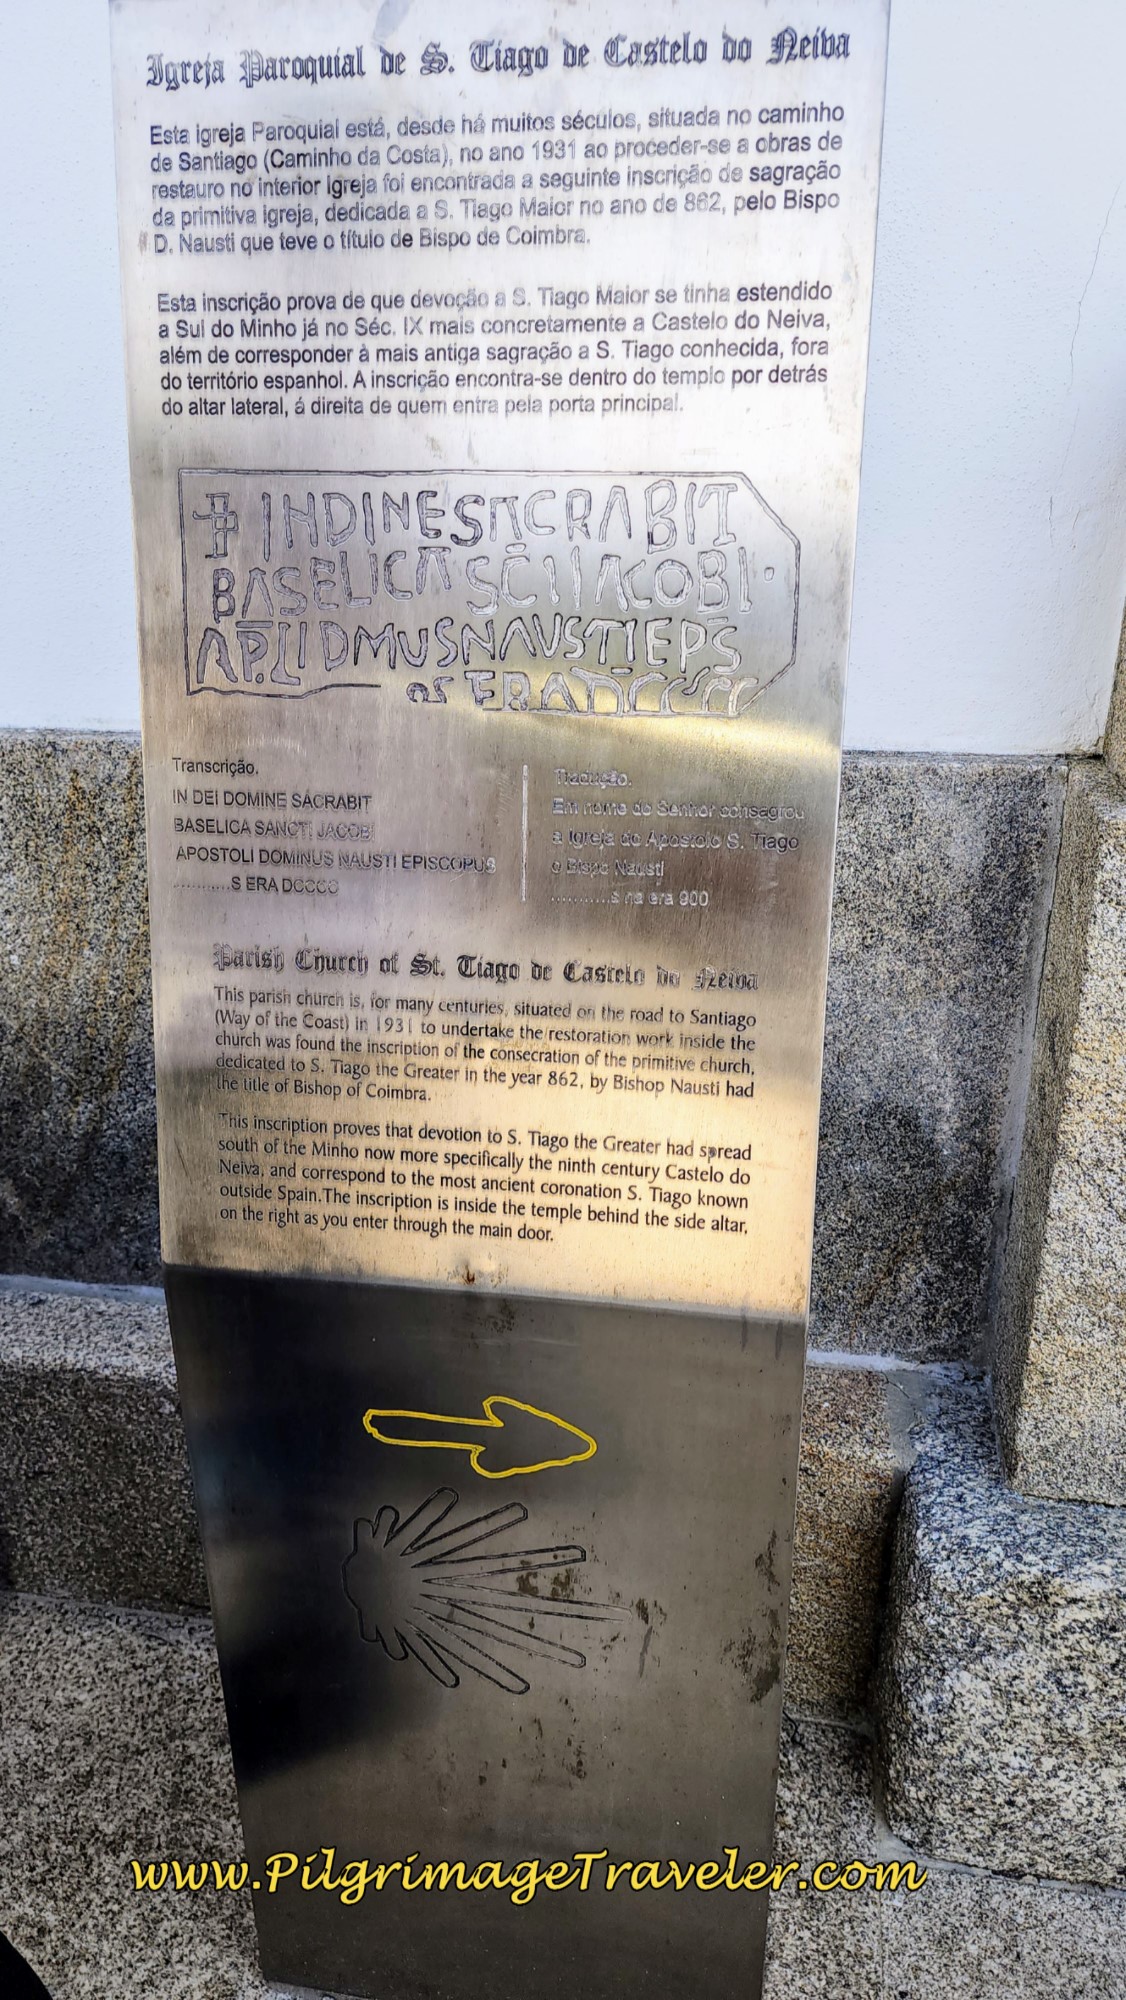 Igreja Paroquial de S. Tiago de Castelo do Neiva
Esta igreja Paroquial está, desde há muitos séculos, situada no caminho
de Santiago (Caminho da Costa), no ano 1931 ao proceder-se a obras de
restauro no interior Igreja foi encontrada a seguinte inscrição de sagração
da primitiva igreja, dedicada a S. Tiago Maior no ano de 862, pelo Bispo
D. Nausti que teve o título de Bispo de Coimbra.
Esta inscrição prova de que devoção a S. Tiago Maior se tinha estendido
a Sul do Minho já no Séc. IX mais concretamente a Castelo do Neiva,
além de corresponder à mais antiga sagração a S. Tiago conhecida, fora
do território espanhol. A inscrição encontra-se dentro do templo por detrás
do altar lateral, á direita de quem entra pela porta principal.
INDINE SACRABIT
BASELICA SCI IACOBI
APLI DMUS NAUSTI EPS
Transcrição.
IN DEI DOMINE SACRABIT
BASELICA SANCTI JACOBI
APOSTOLI DOMINUS NAUSTI EPISCOPUS
...........S ERA DCCCC
Tradução.
Em nome do Senhor consagrou
a Igreja do Apostolo S. Tiago
o Bispo Nausti
...........s na era 900
Parish Church of St. Tiago de Castelo do Neiva
This parish church is, for many centuries, situated on the road to Santiago
(Way of the Coast) in 1931 to undertake the restoration work inside the
church was found the inscription of the consecration of the primitive church,
dedicated to S. Tiago the Greater in the year 862, by Bishop Nausti had
the title of Bishop of Coimbra.
This inscription proves that devotion to S. Tiago the Greater had spread
south of the Minho now more specifically the ninth century Castelo do
Neiva, and correspond to the most ancient coronation S. Tiago known
outside Spain.The inscription is inside the temple behind the side altar,
on the right as you enter through the main door.
www.PilgrimageTraveler.com